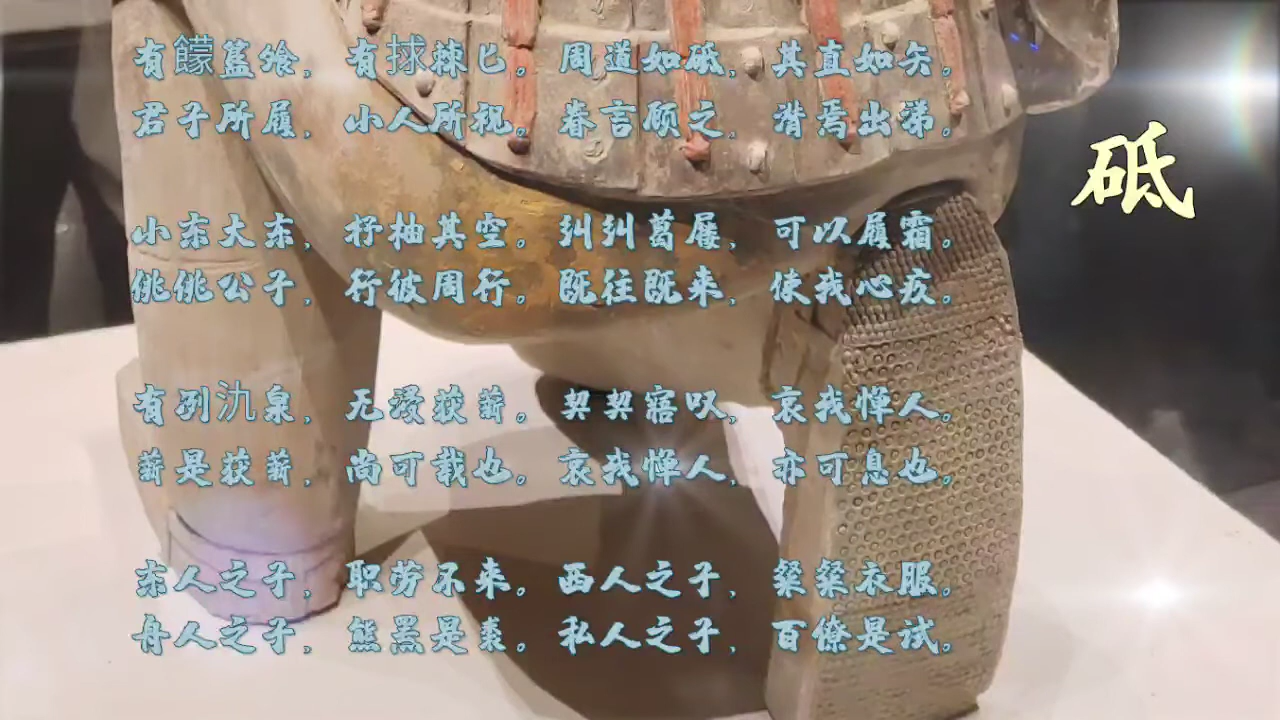 砥
有饛簋飧，有捄棘匕。周道如砥，其直如矢。
君子所履，小人所视。眷言顾之，潸焉出涕。
小东大东，杼柚其空。纠纠葛屦，可以履霜。
佻佻公子，行彼周行。既往既来，使我心疚。
有冽氿泉，无浸获薪。契契寤叹，哀我惮人。
薪是获薪，尚可载也。哀我惮人，亦可息也。
东人之子，职劳不来。西人之子，粲粲衣服。
舟人之子，熊罴是裘。私人之子，百僚是试。